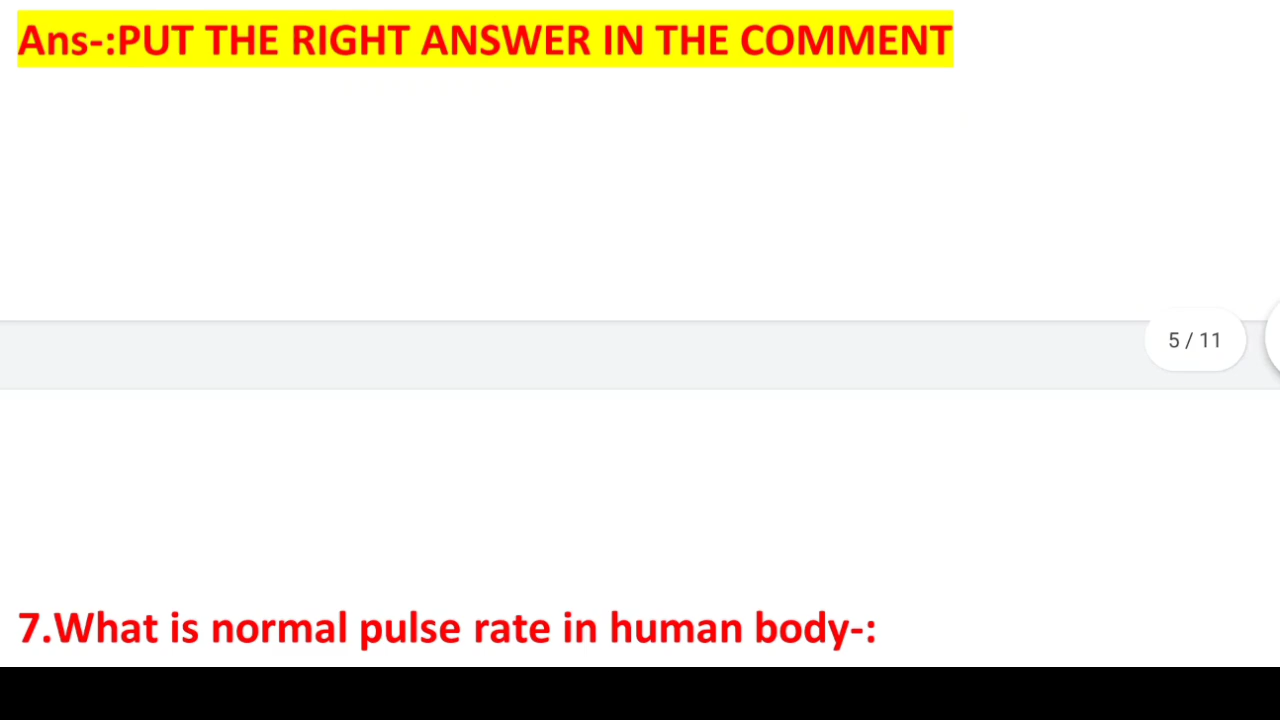 Ans-:PUT THE RIGHT ANSWER IN THE COMMENT
5 / 11
7.What is normal pulse rate in human body-: